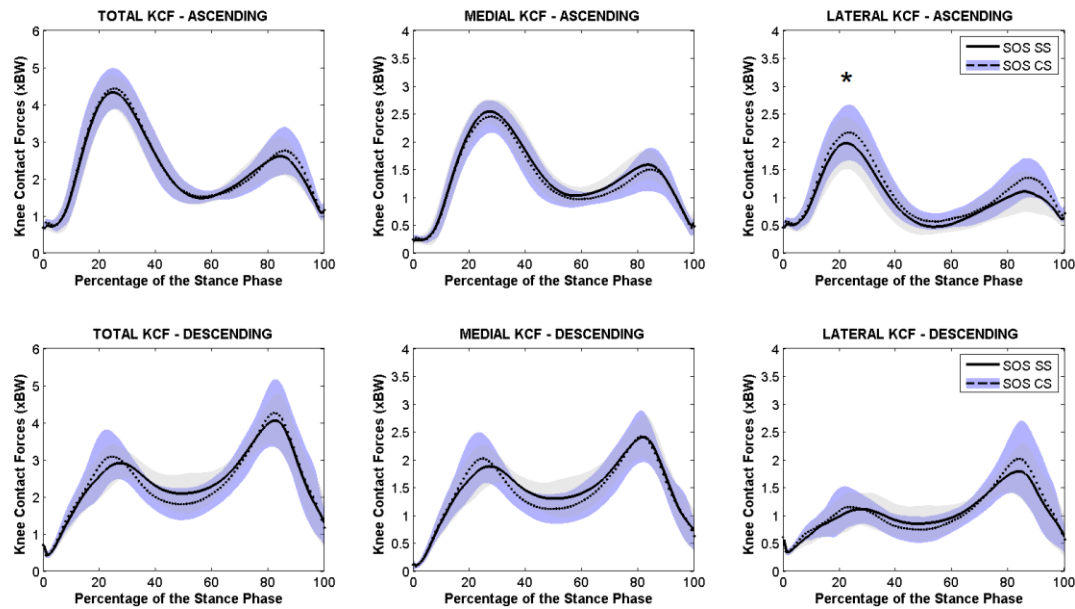 TOTAL KCF - ASCENDING
Knee Contact Forces (xBW)
6
5
4
3
2
1
0
0 20 40 60 80 100
Percentage of the Stance Phase
MEDIAL KCF - ASCENDING
Knee Contact Forces (xBW)
4
3.5
3
2.5
2
1.5
1
0.5
0
0 20 40 60 80 100
Percentage of the Stance Phase
LATERAL KCF - ASCENDING
Knee Contact Forces (xBW)
4
3.5
3
2.5
2
1.5
1
0.5
0
SOS SS
SOS CS
*
0 20 40 60 80 100
Percentage of the Stance Phase
TOTAL KCF - DESCENDING
Knee Contact Forces (xBW)
6
5
4
3
2
1
0
0 20 40 60 80 100
Percentage of the Stance Phase
MEDIAL KCF - DESCENDING
Knee Contact Forces (xBW)
4
3.5
3
2.5
2
1.5
1
0.5
0
0 20 40 60 80 100
Percentage of the Stance Phase
LATERAL KCF - DESCENDING
Knee Contact Forces (xBW)
4
3.5
3
2.5
2
1.5
1
0.5
0
SOS SS
SOS CS
0 20 40 60 80 100
Percentage of the Stance Phase